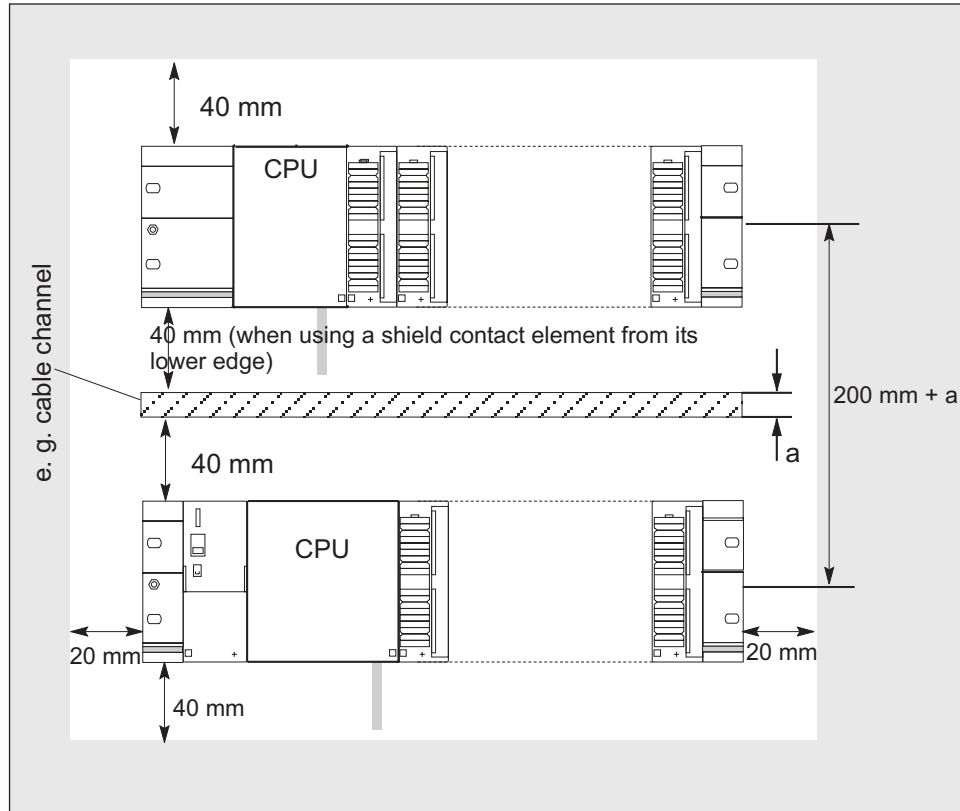 40 mm
CPU
e. g. cable channel
40 mm (when using a shield contact element from its
lower edge)
200 mm + a
a
40 mm
CPU
20 mm
20 mm
40 mm